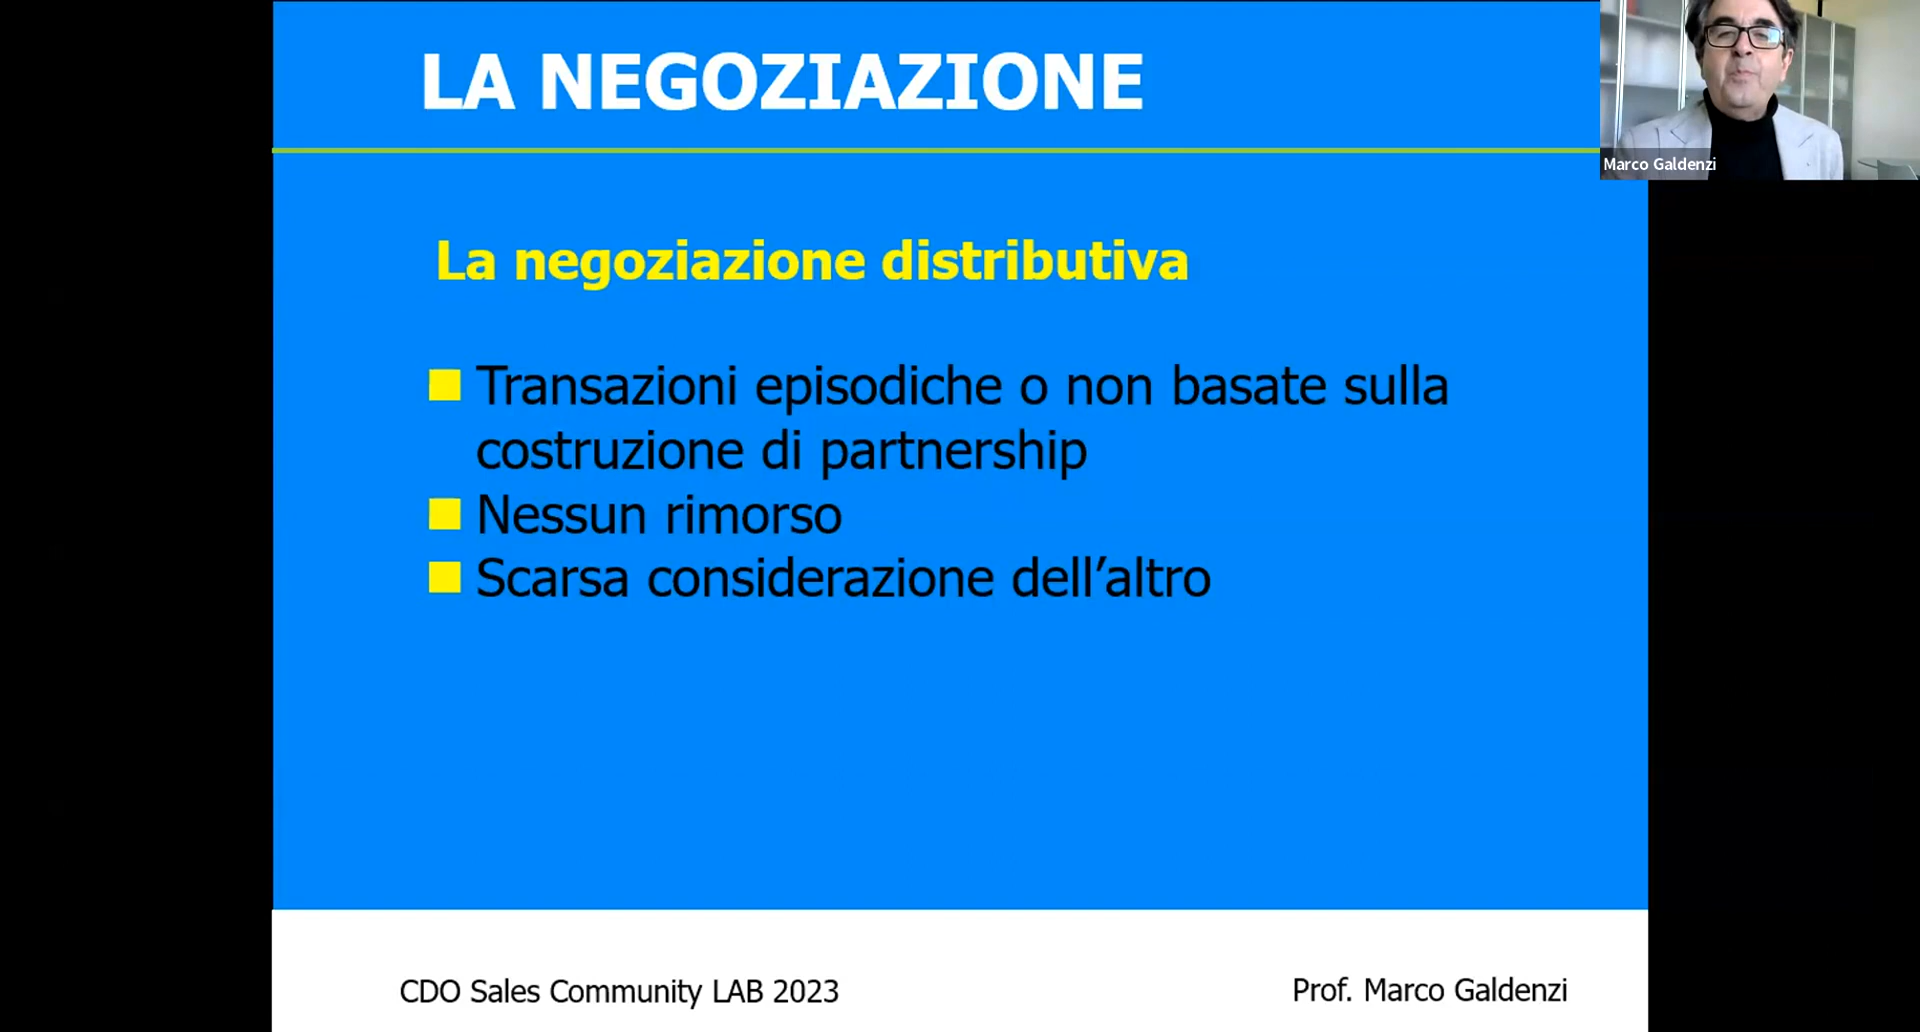 LA NEGOZIAZIONE
Marco Galdenzi
La negoziazione distributiva
Transazioni episodiche o non basate sulla
costruzione di partnership
Nessun rimorso
Scarsa considerazione dell’altro
CDO Sales Community LAB 2023
Prof. Marco Galdenzi